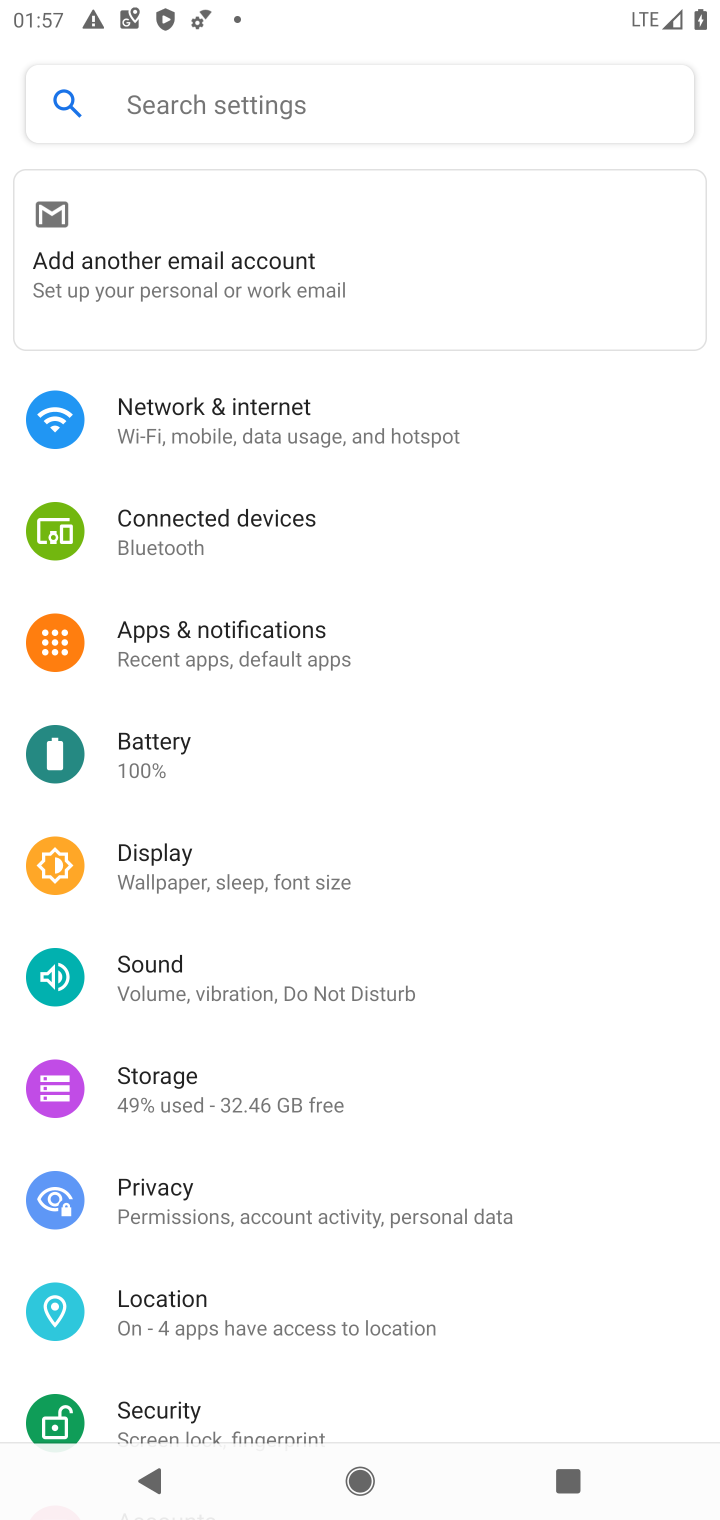 01:57
LTE
Search settings
Add another email account
Set up your personal or work email
Network & internet
Wi-Fi, mobile, data usage, and hotspot
Connected devices
Bluetooth
Apps & notifications
Recent apps, default apps
Battery
100%
Display
Wallpaper, sleep, font size
Sound
Volume, vibration, Do Not Disturb
Storage
49% used - 32.46 GB free
Privacy
Permissions, account activity, personal data
Location
On - 4 apps have access to location
Security
Screen lock, fingerprint
Accounts